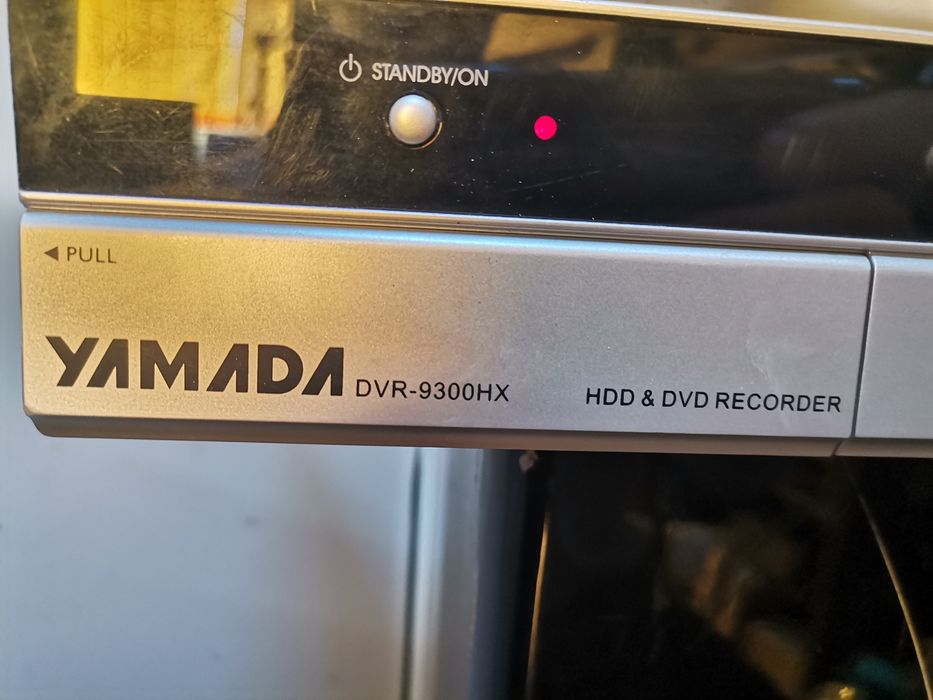 STANDBY/ON
◄ PULL
YAMADA DVR-9300HX HDD & DVD RECORDER